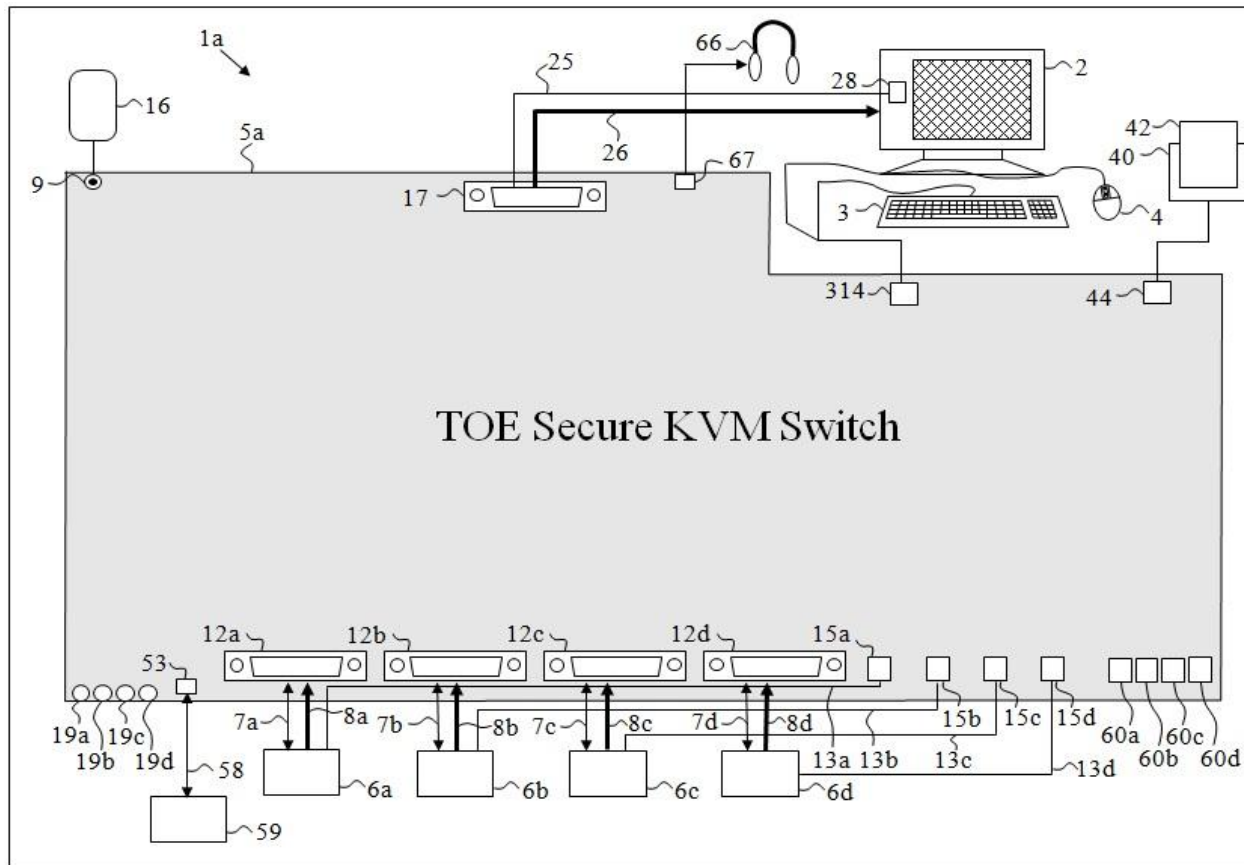 1a
66
25
2
28
16
42
5a
40
26
9
67
17
3
4
314
44
TOE Secure KVM Switch
12a
12b
12c
12d
15a
53
7a
8a
7b
8b
7c
8c
7d
8d
15b
15c
15d
19a
19c
60a
60c
19b
19d
13a
13b
13c
60b
60d
58
13d
6a
6b
6c
6d
59